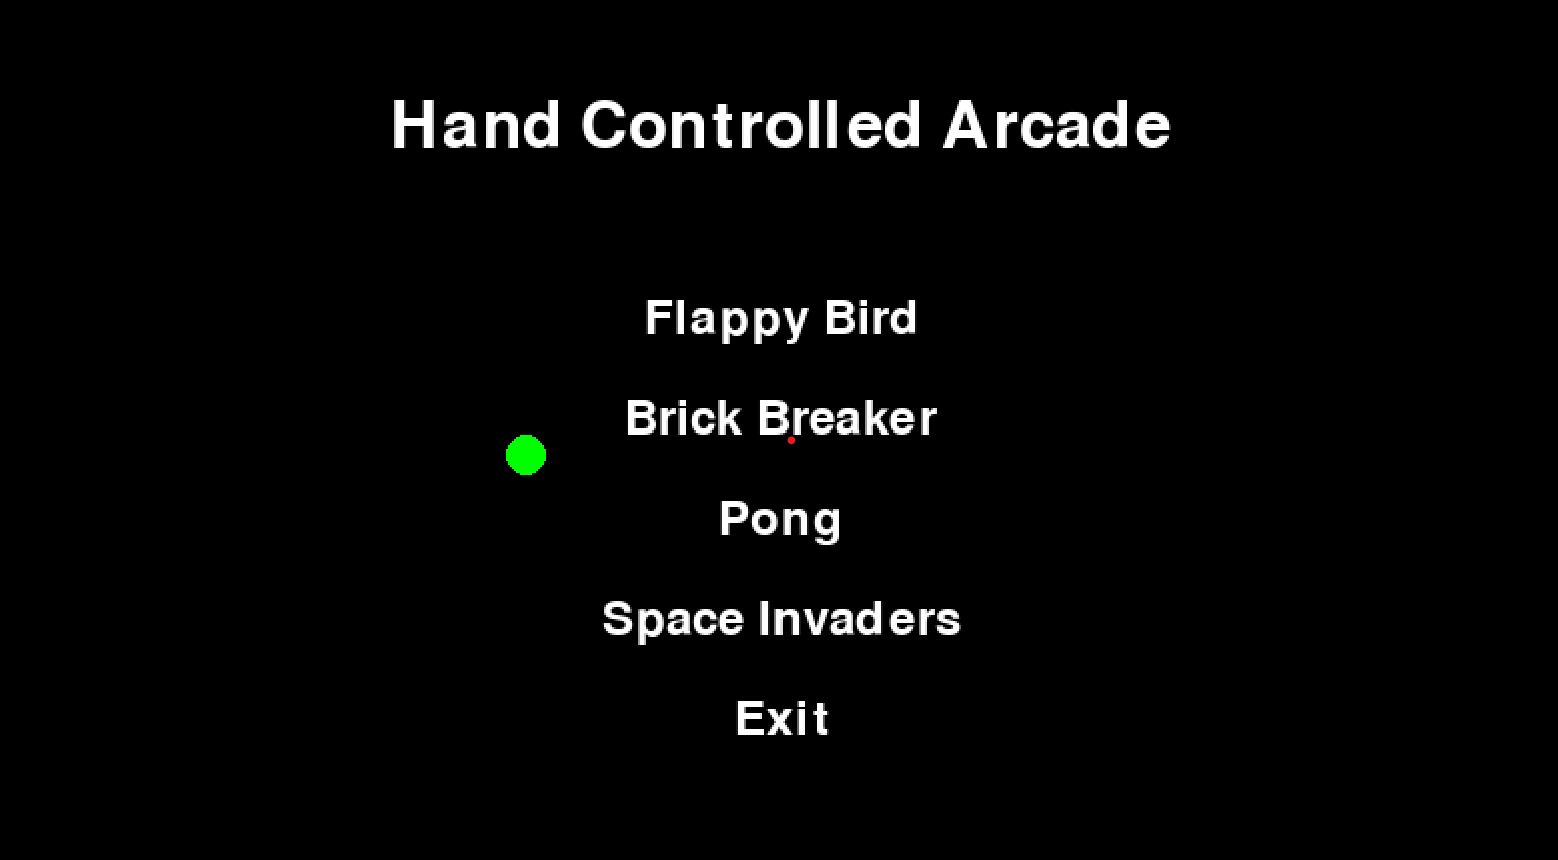 Hand Controlled Arcade
Flappy Bird
Brick Breaker
Pong
Space Invaders
Exit